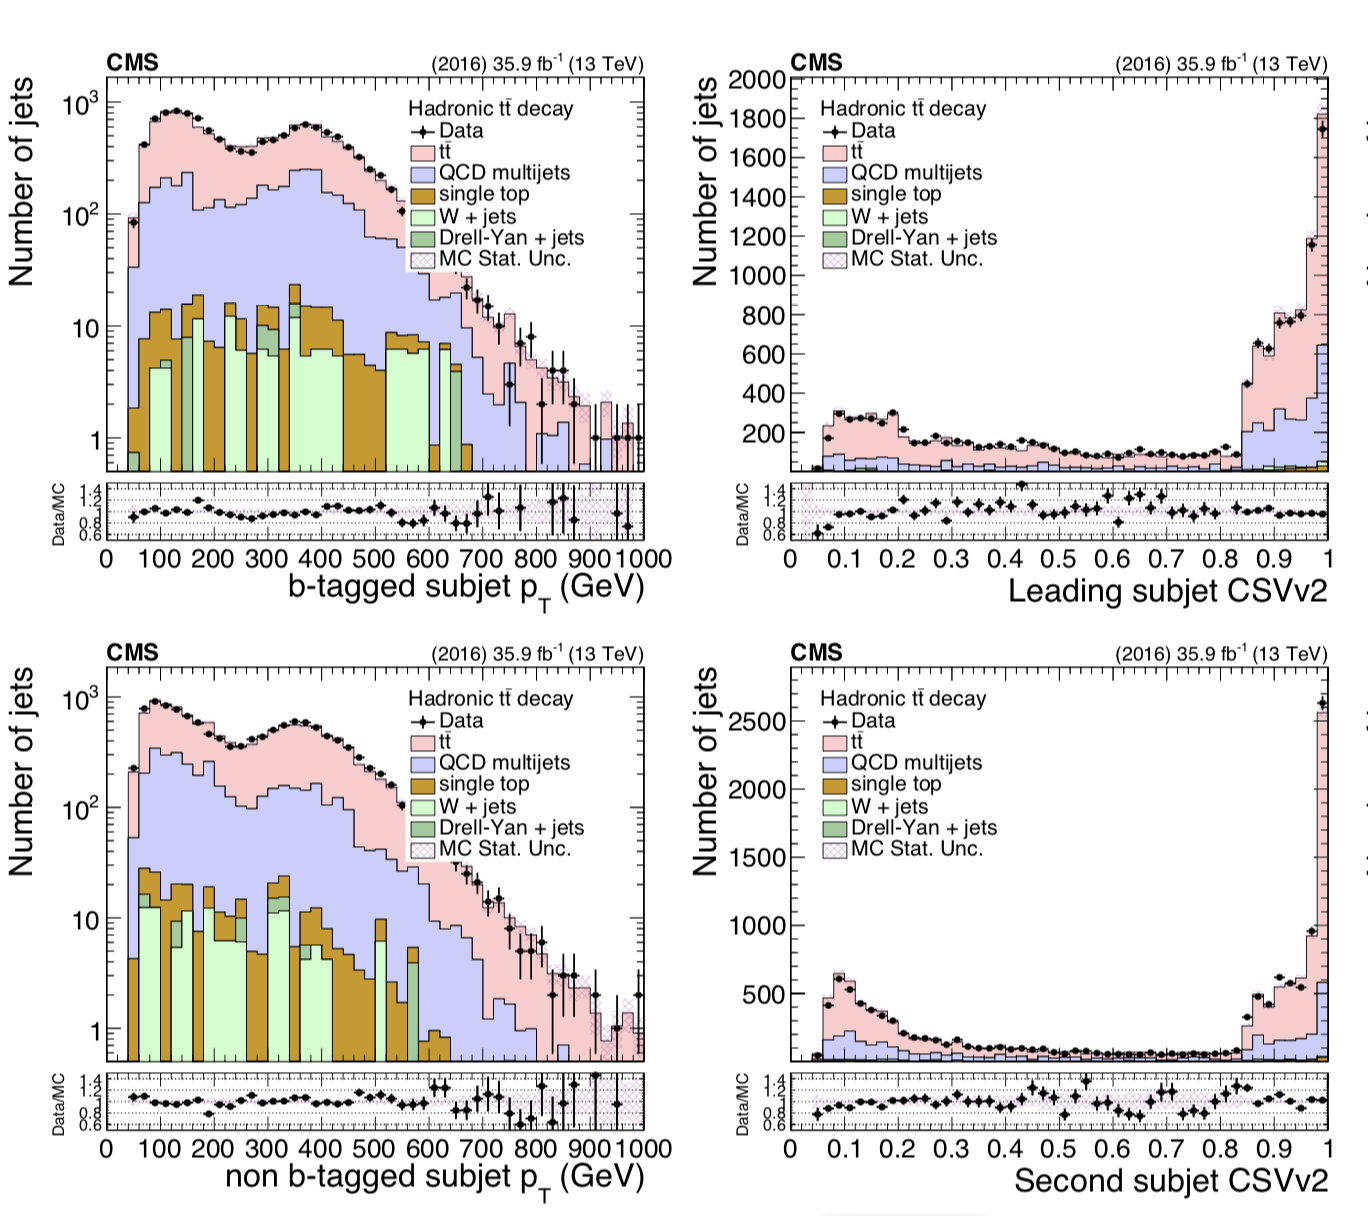 CMS
(2016) 35.9 fb⁻¹ (13 TeV)
Number of jets
10³
10²
10
1
Hadronic tt̄ decay
Data
tt̄
QCD multijets
single top
W + jets
Drell-Yan + jets
MC Stat. Unc.
Data/MC
1.4
1.2
1
0.8
0.6
0 100 200 300 400 500 600 700 800 900 1000
b-tagged subjet p_T (GeV)
CMS
(2016) 35.9 fb⁻¹ (13 TeV)
Number of jets
2000
1800
1600
1400
1200
1000
800
600
400
200
Hadronic tt̄ decay
Data
tt̄
QCD multijets
single top
W + jets
Drell-Yan + jets
MC Stat. Unc.
Data/MC
1.4
1.2
1
0.8
0.6
0 0.1 0.2 0.3 0.4 0.5 0.6 0.7 0.8 0.9 1
Leading subjet CSVv2
CMS
(2016) 35.9 fb⁻¹ (13 TeV)
Number of jets
10³
10²
10
1
Hadronic tt̄ decay
Data
tt̄
QCD multijets
single top
W + jets
Drell-Yan + jets
MC Stat. Unc.
Data/MC
1.4
1.2
1
0.8
0.6
0 100 200 300 400 500 600 700 800 900 1000
non b-tagged subjet p_T (GeV)
CMS
(2016) 35.9 fb⁻¹ (13 TeV)
Number of jets
2500
2000
1500
1000
500
Hadronic tt̄ decay
Data
tt̄
QCD multijets
single top
W + jets
Drell-Yan + jets
MC Stat. Unc.
Data/MC
1.4
1.2
1
0.8
0.6
0 0.1 0.2 0.3 0.4 0.5 0.6 0.7 0.8 0.9 1
Second subjet CSVv2